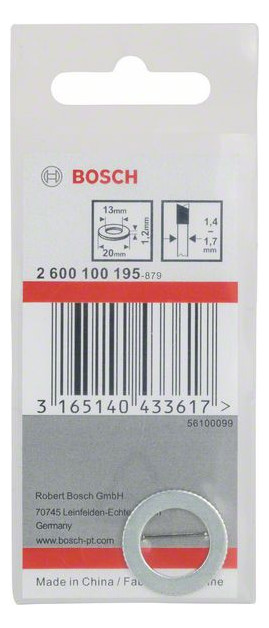 BOSCH
13mm
1,2mm
20mm
1,4
-
1,7
mm
2 600 100 195-879
3 165140 433617 >
56100099
Robert Bosch GmbH
70745 Leinfelden-Echte
Germany
www.bosch-pt.com
Made in China / Fa